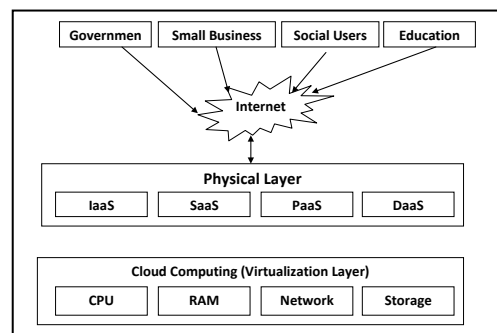 Governmen Small Business Social Users Education
Internet
Physical Layer
IaaS SaaS PaaS DaaS
Cloud Computing (Virtualization Layer)
CPU RAM Network Storage